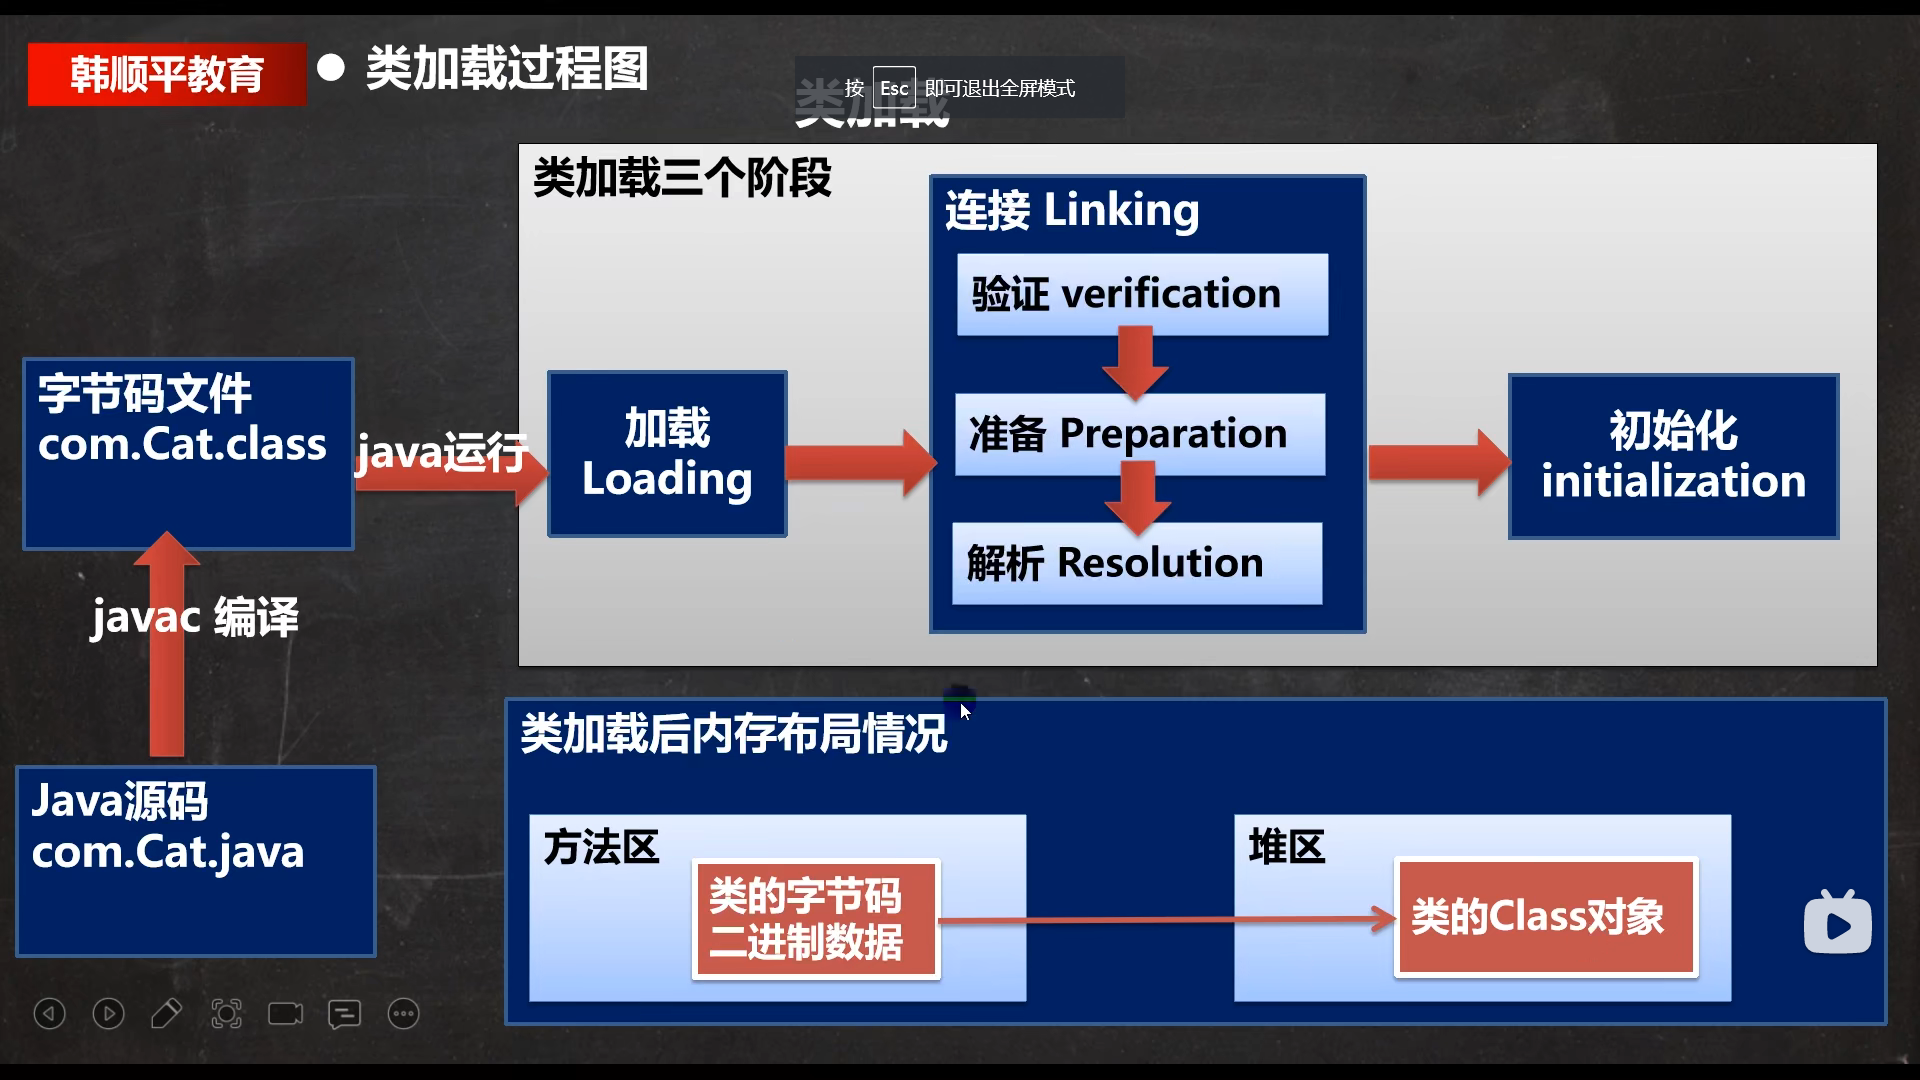 韩顺平教育
类加载过程图
类加载
按 Esc 即可退出全屏模式
类加载三个阶段
连接 Linking
验证 verification
准备 Preparation
解析 Resolution
字节码文件
com.Cat.class
java运行
加载
Loading
初始化
initialization
javac 编译
Java源码
com.Cat.java
类加载后内存布局情况
方法区
类的字节码
二进制数据
堆区
类的Class对象